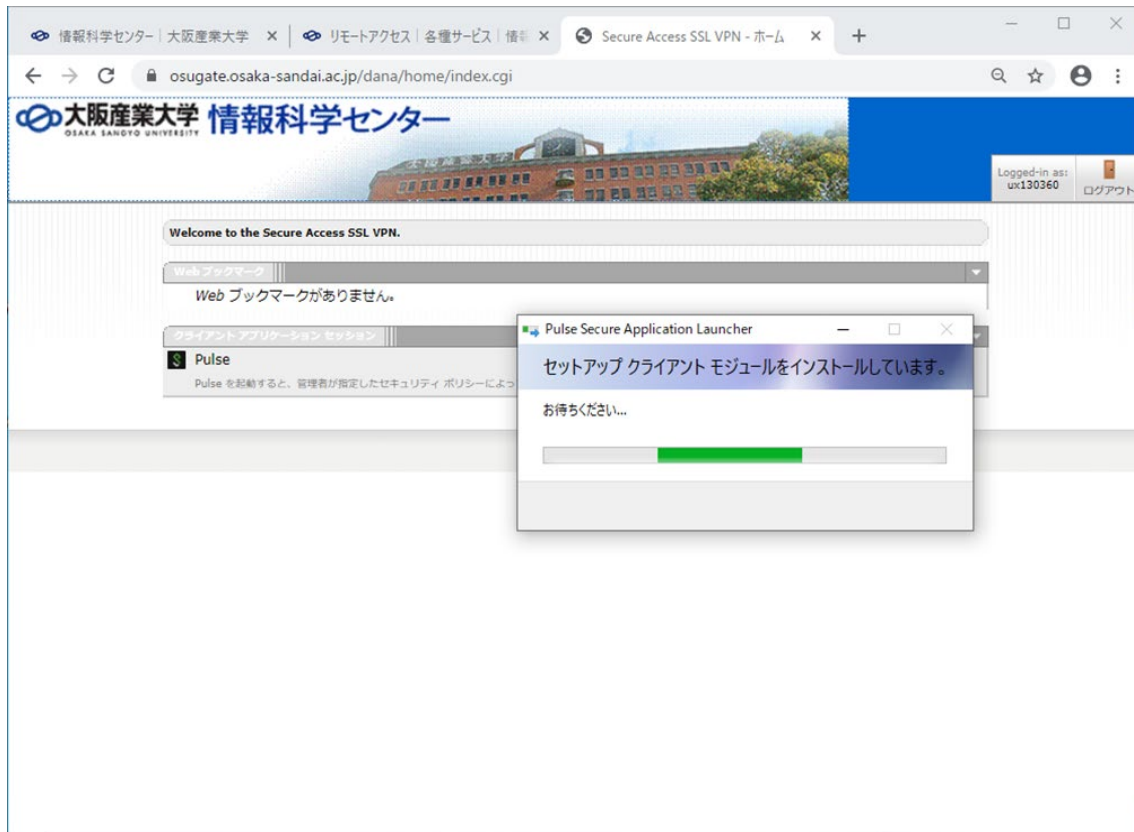 情報科学センター | 大阪産業大学
リモートアクセス | 各種サービス | 情
Secure Access SSL VPN - ホーム
osugate.osaka-sandai.ac.jp/dana/home/index.cgi
大阪産業大学 情報科学センター
OSAKA SANGYO UNIVERSITY
Logged-in as:
ux130360
ログアウト
Welcome to the Secure Access SSL VPN.
Web ブックマーク
Web ブックマークがありません。
クライアント アプリケーション セッション
Pulse
Pulse を起動すると、管理者が指定したセキュリティ ポリシーによっ
Pulse Secure Application Launcher
セットアップ クライアント モジュールをインストールしています。
お待ちください...